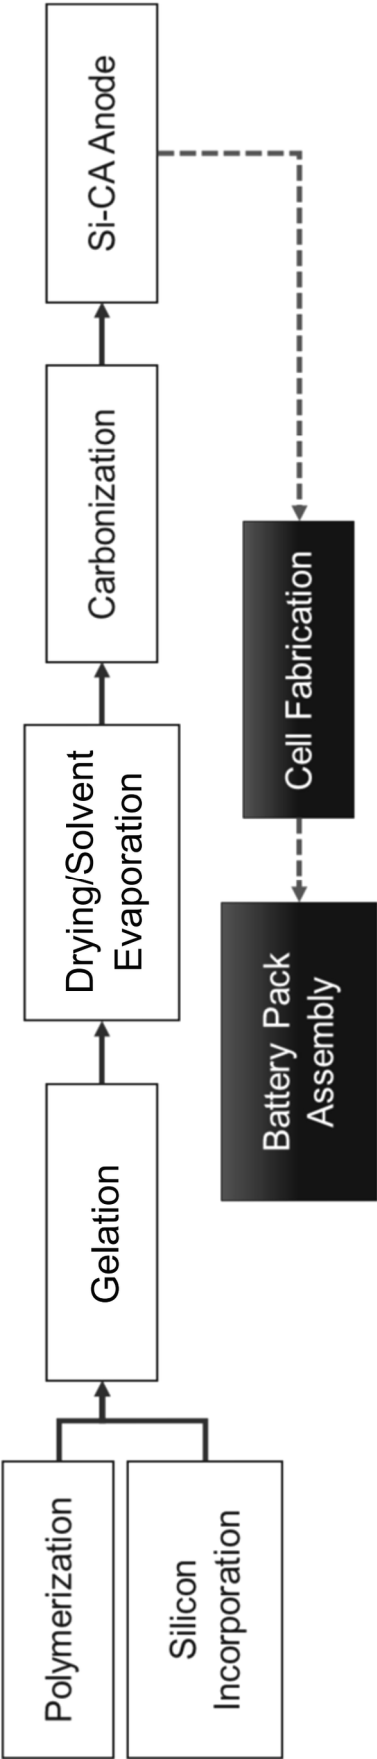 Polymerization
Silicon
Incorporation
Gelation
Drying/Solvent
Evaporation
Carbonization
Si-CA Anode
Cell Fabrication
Battery Pack
Assembly